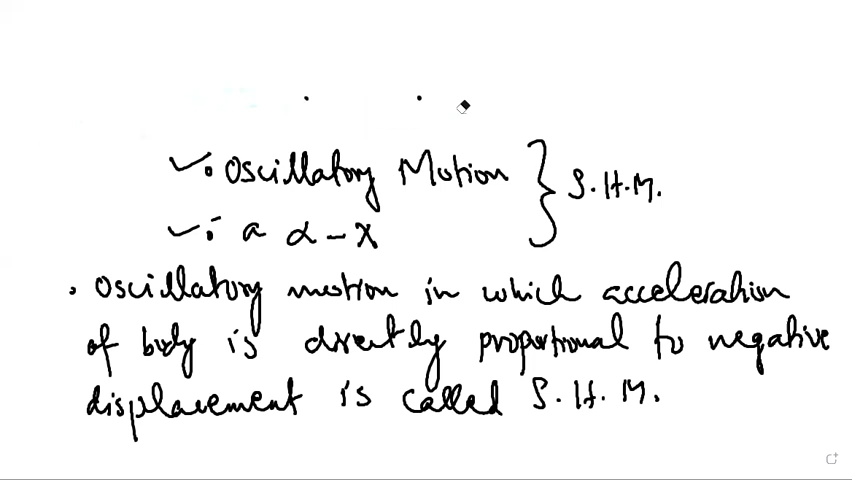 ✓• Oscillatory Motion } S.H.M.
✓• a α - x
• Oscillatory motion in which acceleration
of body is directly proportional to negative
displacement is called S.H.M.